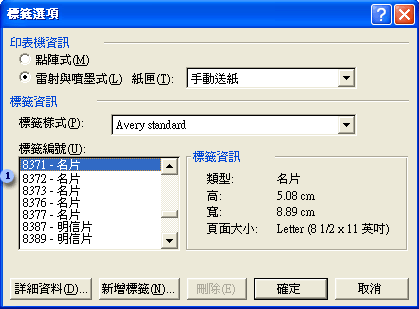 標籤選項
印表機資訊
點陣式(M)
雷射與噴墨式(L) 紙匣(T): 手動送紙
標籤資訊
標籤樣式(P): Avery standard
標籤編號(U):
8371 - 名片
8372 - 名片
8373 - 名片
8376 - 名片
8377 - 名片
8387 - 明信片
8389 - 明信片
1
標籤資訊
類型: 名片
高: 5.08 cm
寬: 8.89 cm
頁面大小: Letter (8 1/2 x 11 英吋)
詳細資料(D)... 新增標籤(N)... 刪除(E) 確定 取消